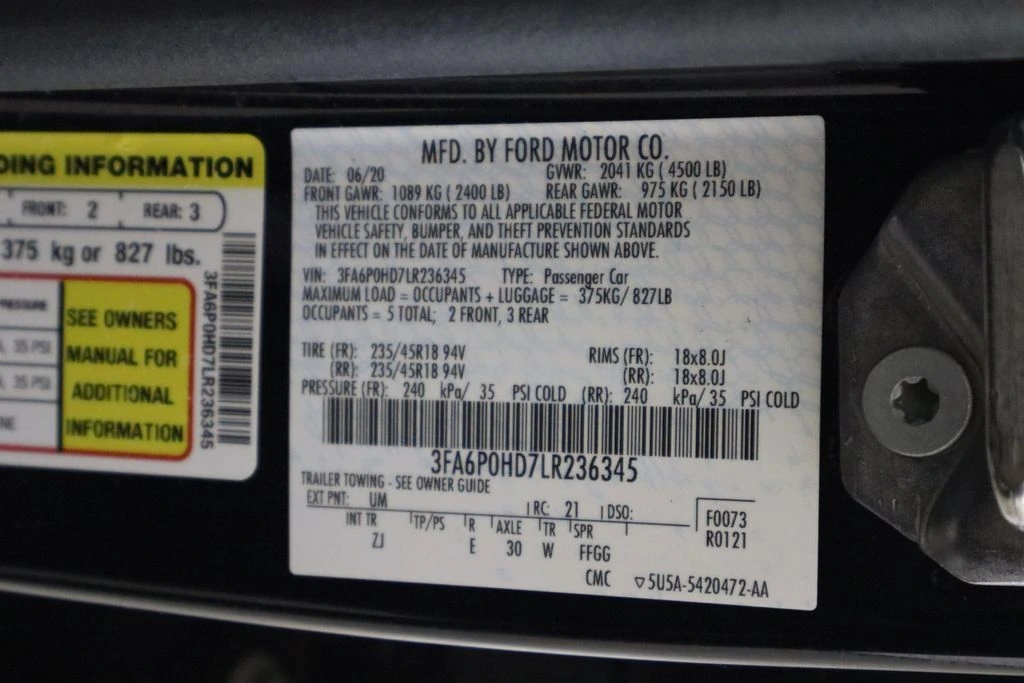 DING INFORMATION
FRONT: 2 REAR: 3
375 kg or 827 lbs.
PRESSURE
35 PSI
35 PSI
SEE OWNERS
MANUAL FOR
ADDITIONAL
INFORMATION
3FA6P0HD7LR236345
MFD. BY FORD MOTOR CO.
DATE: 06/20 GVWR: 2041 KG (4500 LB)
FRONT GAWR: 1089 KG (2400 LB) REAR GAWR: 975 KG (2150 LB)
THIS VEHICLE CONFORMS TO ALL APPLICABLE FEDERAL MOTOR
VEHICLE SAFETY, BUMPER, AND THEFT PREVENTION STANDARDS
IN EFFECT ON THE DATE OF MANUFACTURE SHOWN ABOVE.
VIN: 3FA6P0HD7LR236345 TYPE: Passenger Car
MAXIMUM LOAD = OCCUPANTS + LUGGAGE = 375KG/827LB
OCCUPANTS = 5 TOTAL; 2 FRONT, 3 REAR
TIRE (FR): 235/45R18 94V RIMS (FR): 18x8.0J
(RR): 235/45R18 94V (RR): 18x8.0J
PRESSURE (FR): 240 kPa/ 35 PSI COLD (RR): 240 kPa/ 35 PSI COLD
3FA6P0HD7LR236345
TRAILER TOWING - SEE OWNER GUIDE
EXT PNT: UM RC: 21 DSO:
INT TR TP/PS R AXLE TR SPR F0073
ZJ E 30 W FFGG R0121
CMC ▽5U5A-5420472-AA